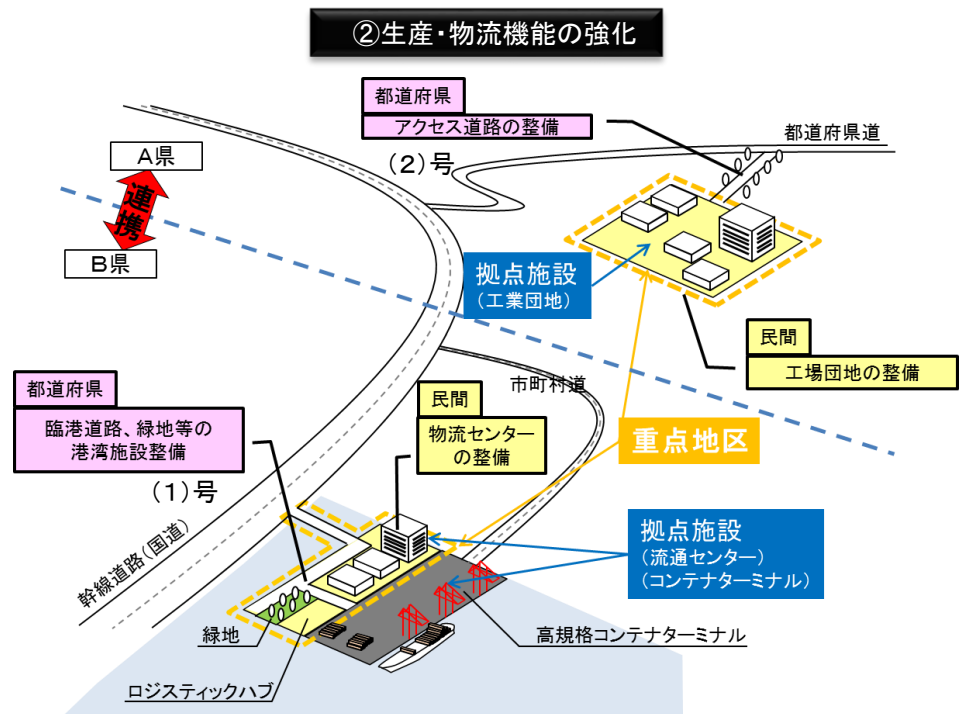 ②生産・物流機能の強化
都道府県
アクセス道路の整備
(2)号
都道府県道
A県
連携
B県
拠点施設
(工業団地)
民間
工場団地の整備
市町村道
都道府県
臨港道路、緑地等の
港湾施設整備
(1)号
民間
物流センター
の整備
重点地区
拠点施設
(流通センター)
(コンテナターミナル)
幹線道路(国道)
緑地
高規格コンテナターミナル
ロジスティックハブ